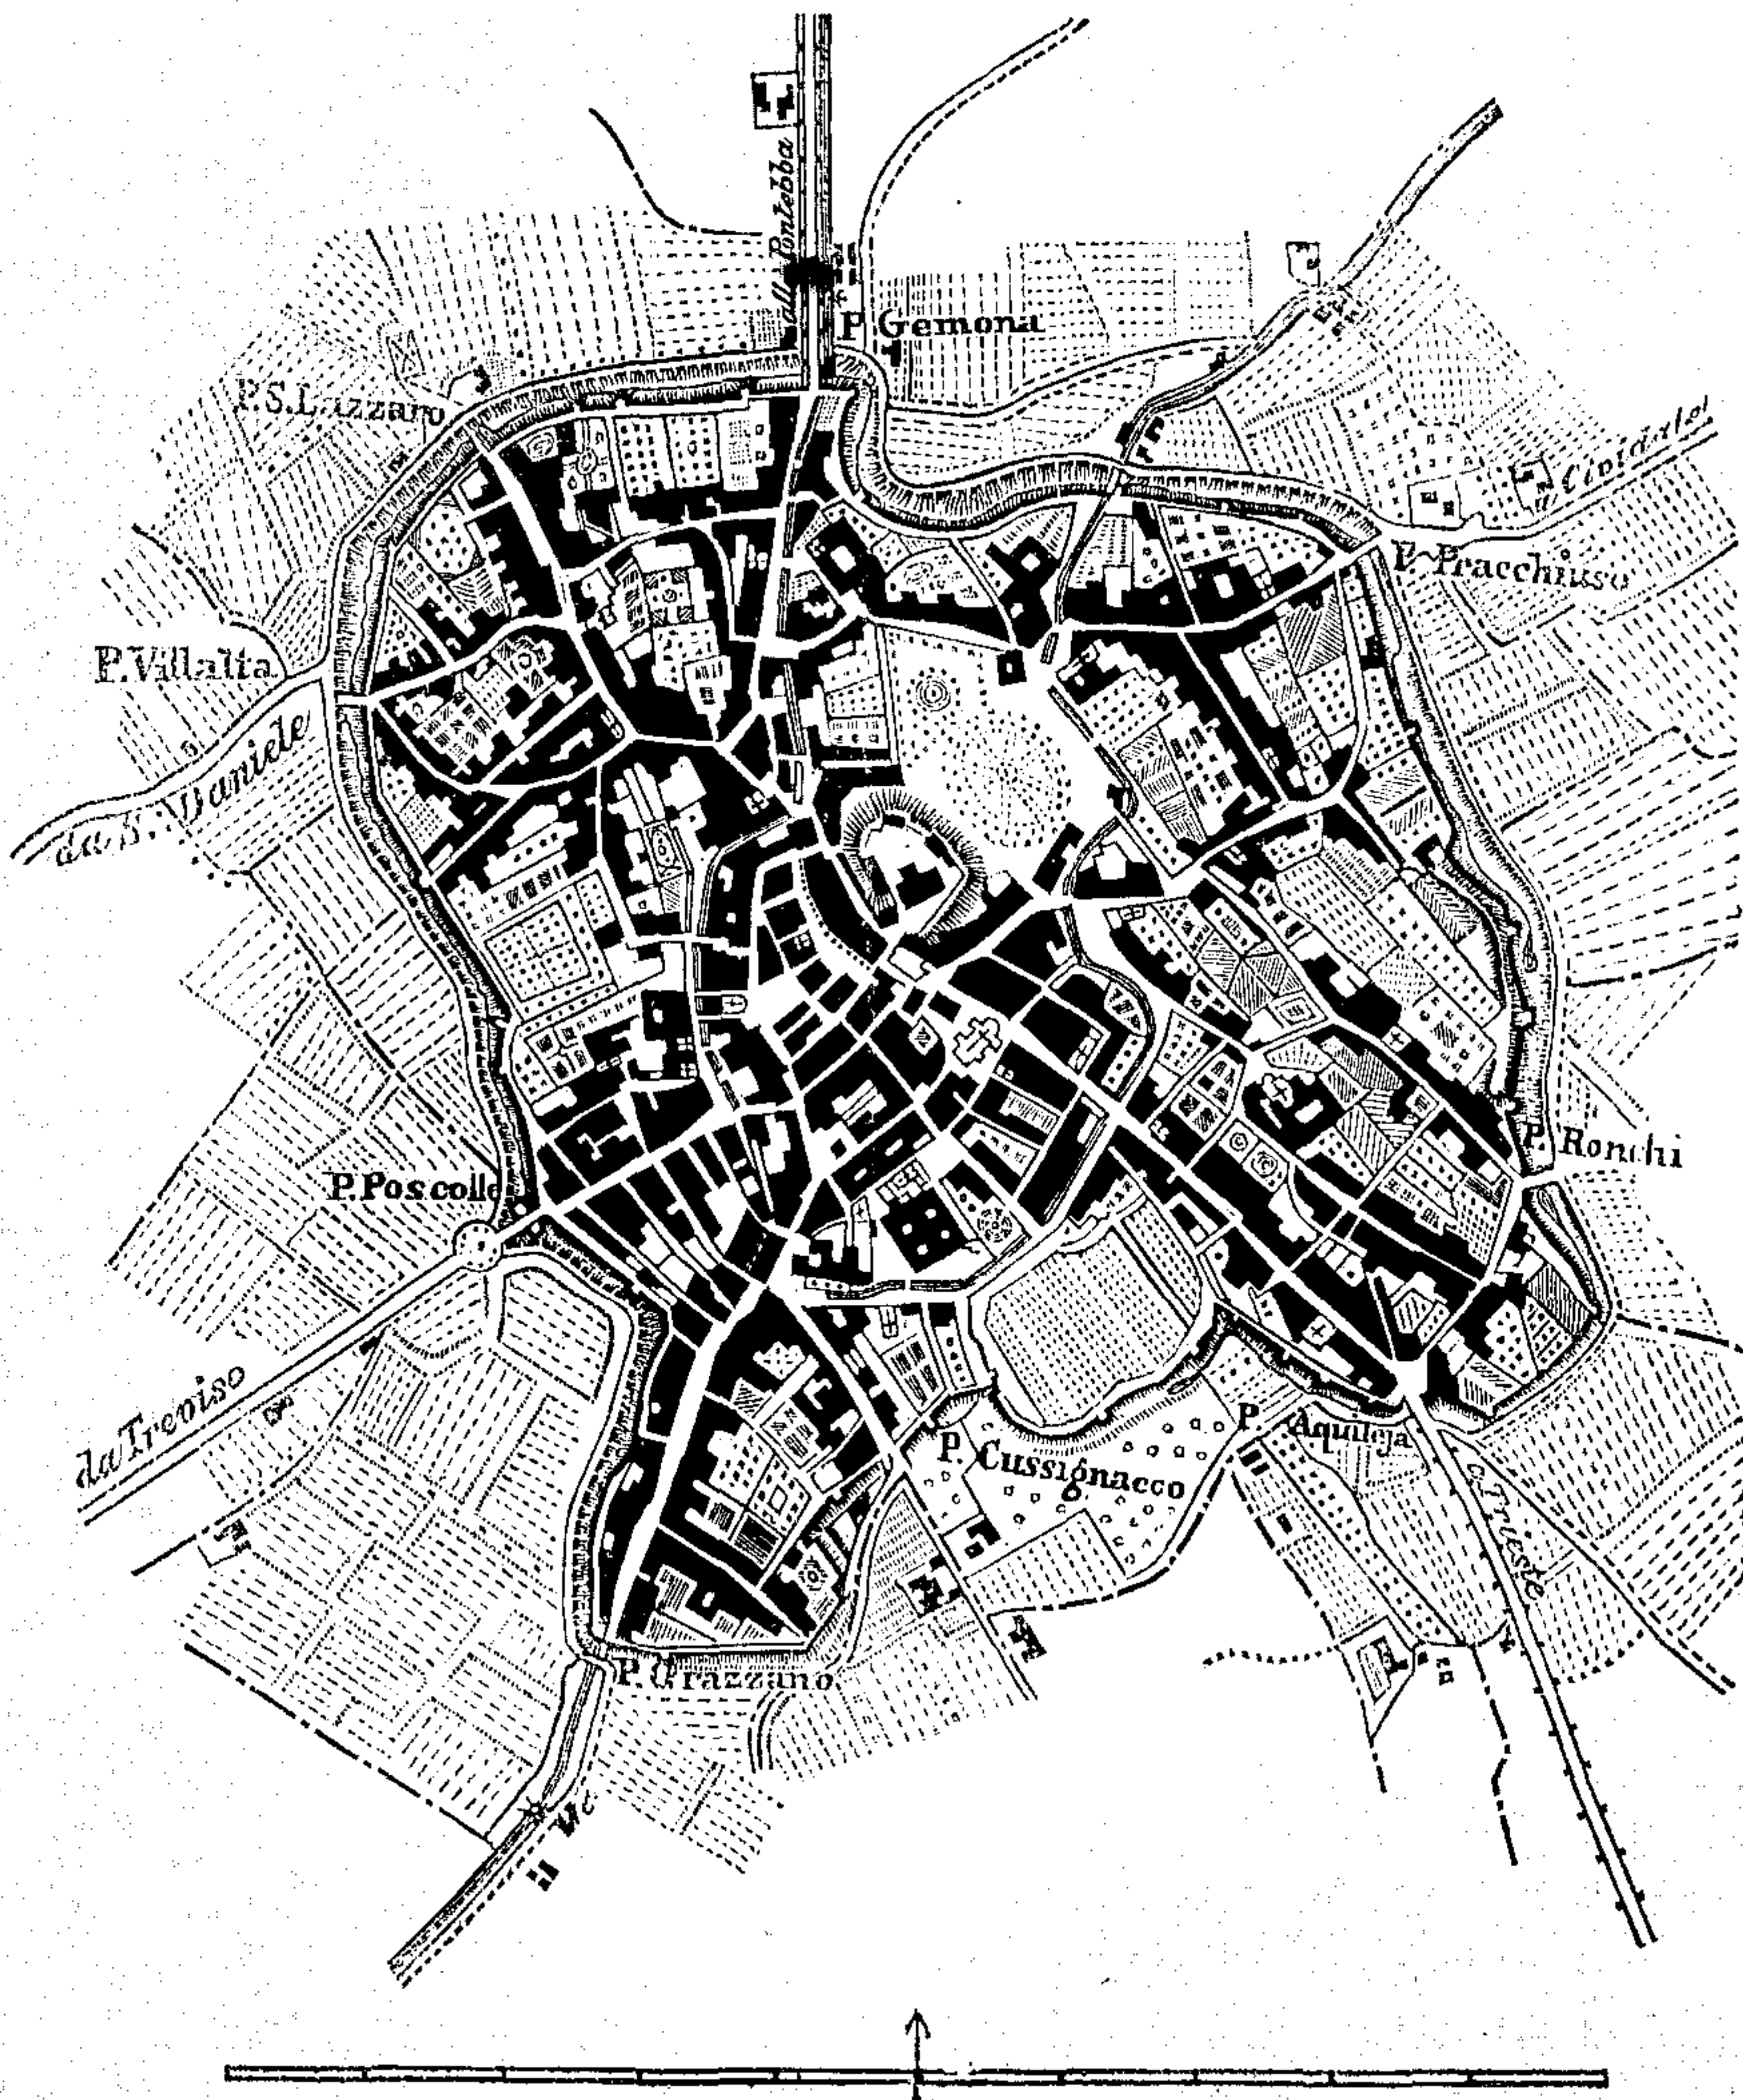 alla Pontebba
P. Gemona
P. S. Lazzaro
a Cividale
P. Pracchiuso
P. Villalta
da S. Daniele
P. Ronchi
P. Poscolle
da Treviso
P. Aquileja
P. Cussignacco
a Trieste
P. Grazzano